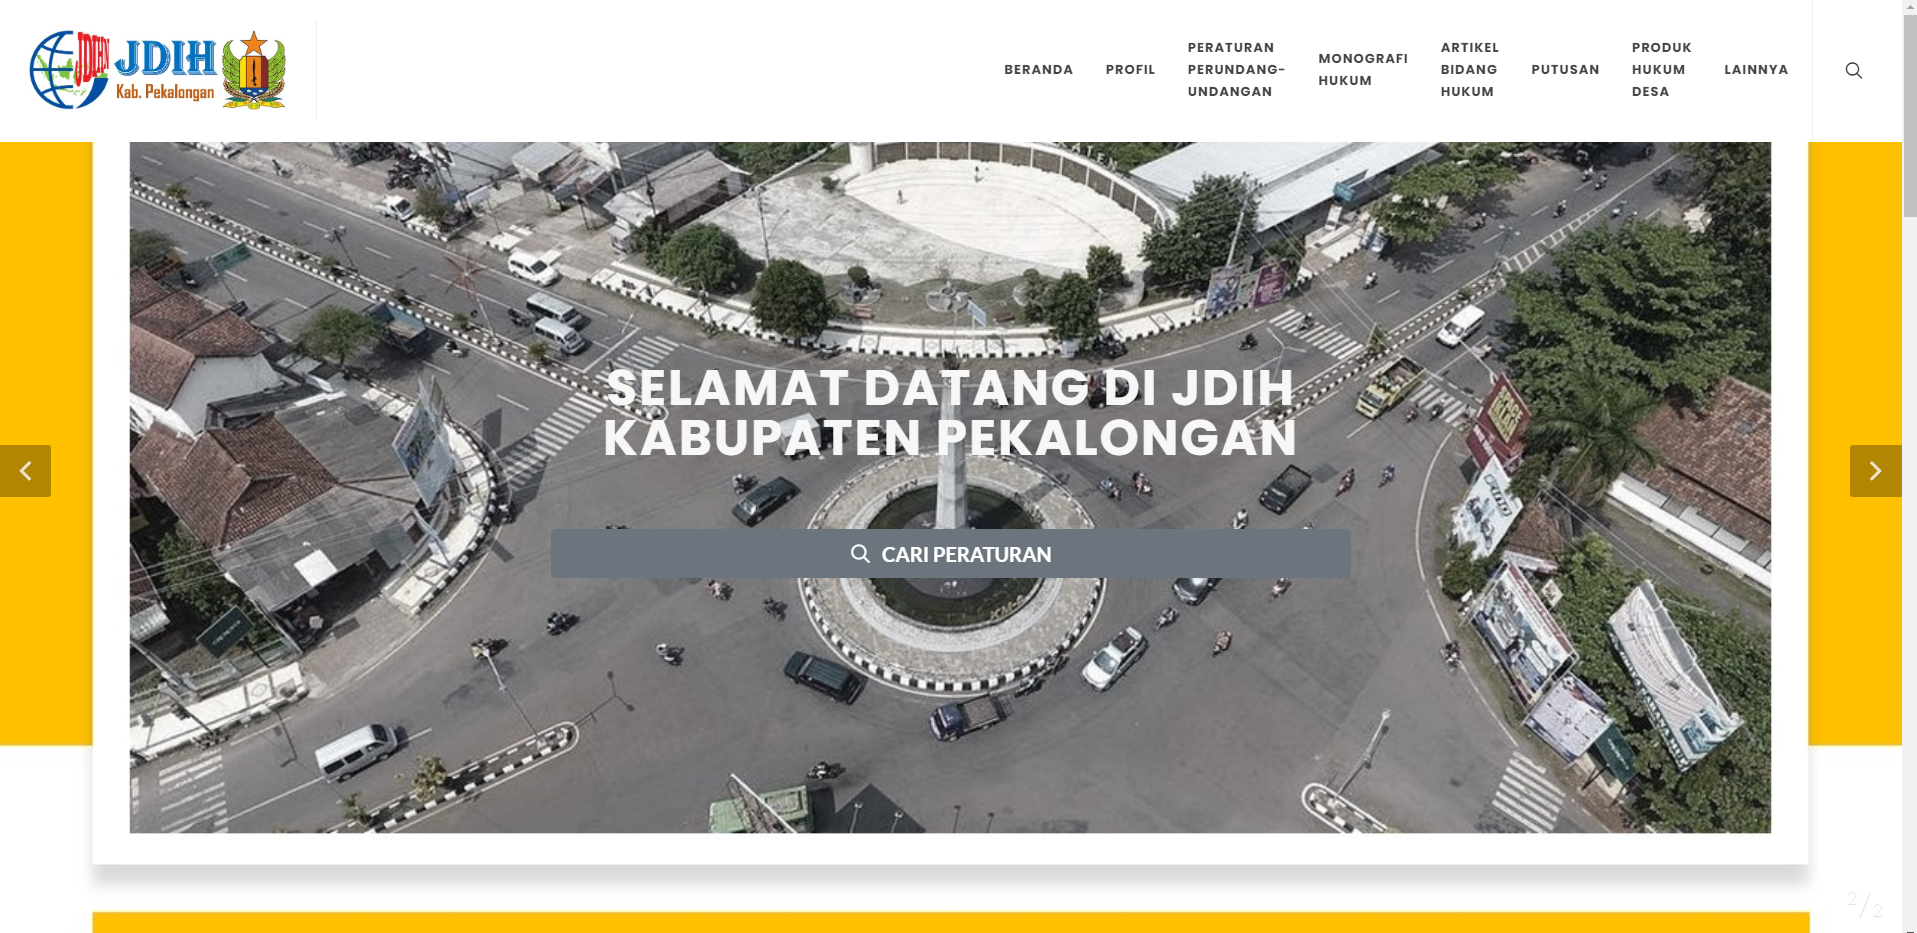 JDIHN
JDIH
Kab. Pekalongan
BERANDA
PROFIL
PERATURAN
PERUNDANG-
UNDANGAN
MONOGRAFI
HUKUM
ARTIKEL
BIDANG
HUKUM
PUTUSAN
PRODUK
HUKUM
DESA
LAINNYA
SELAMAT DATANG DI JDIH
KABUPATEN PEKALONGAN
CARI PERATURAN
2/2